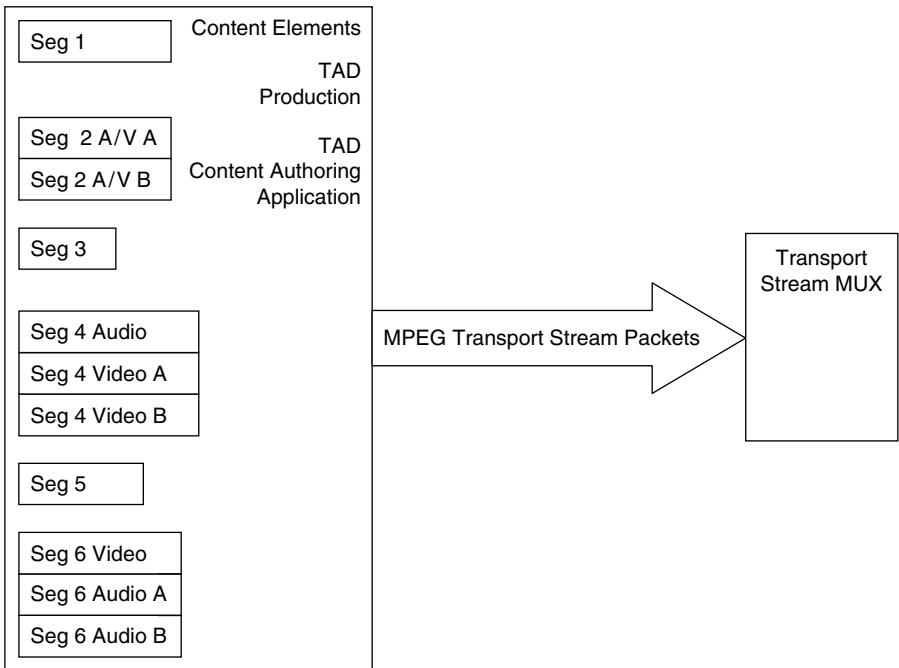 Seg 1
Content Elements
TAD
Production
TAD
Content Authoring
Application
Seg 2 A/V A
Seg 2 A/V B
Seg 3
Seg 4 Audio
Seg 4 Video A
Seg 4 Video B
Seg 5
Seg 6 Video
Seg 6 Audio A
Seg 6 Audio B
MPEG Transport Stream Packets
Transport
Stream MUX